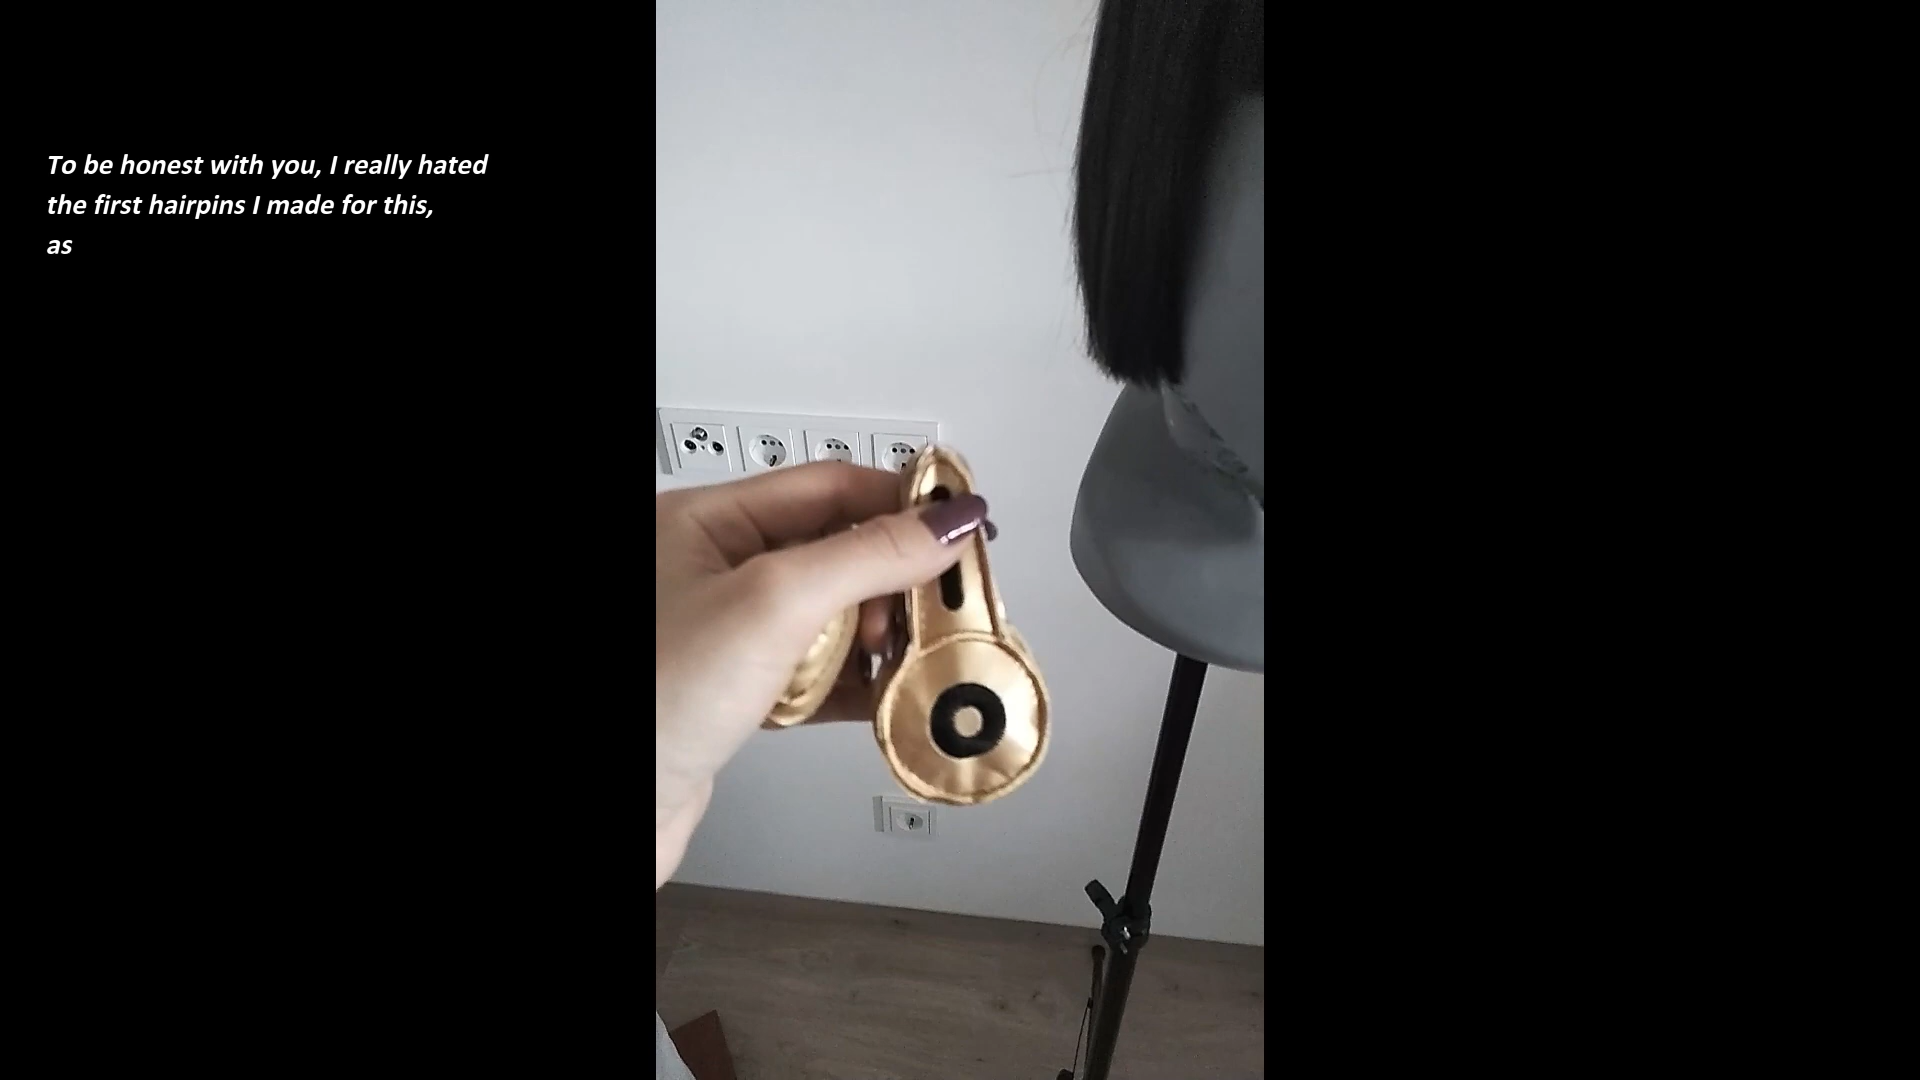 To be honest with you, I really hated
the first hairpins I made for this,
as